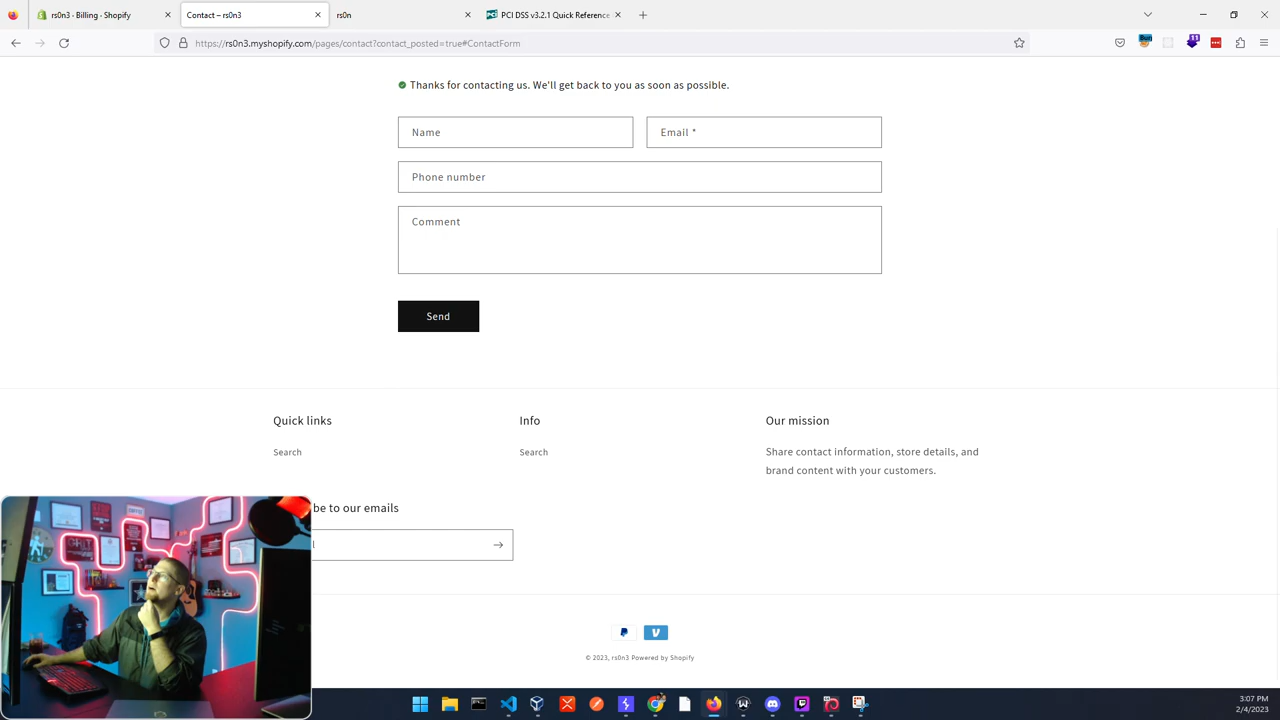 rs0n3 - Billing - Shopify
Contact – rs0n3
rs0n
PCI DSS v3.2.1 Quick Reference
https://rs0n3.myshopify.com/pages/contact?contact_posted=true#ContactForm
11
Thanks for contacting us. We'll get back to you as soon as possible.
Name
Email *
Phone number
Comment
Send
Quick links
Info
Our mission
Search
Search
Share contact information, store details, and
brand content with your customers.
be to our emails
© 2023, rs0n3 Powered by Shopify
3:07 PM
2/4/2023